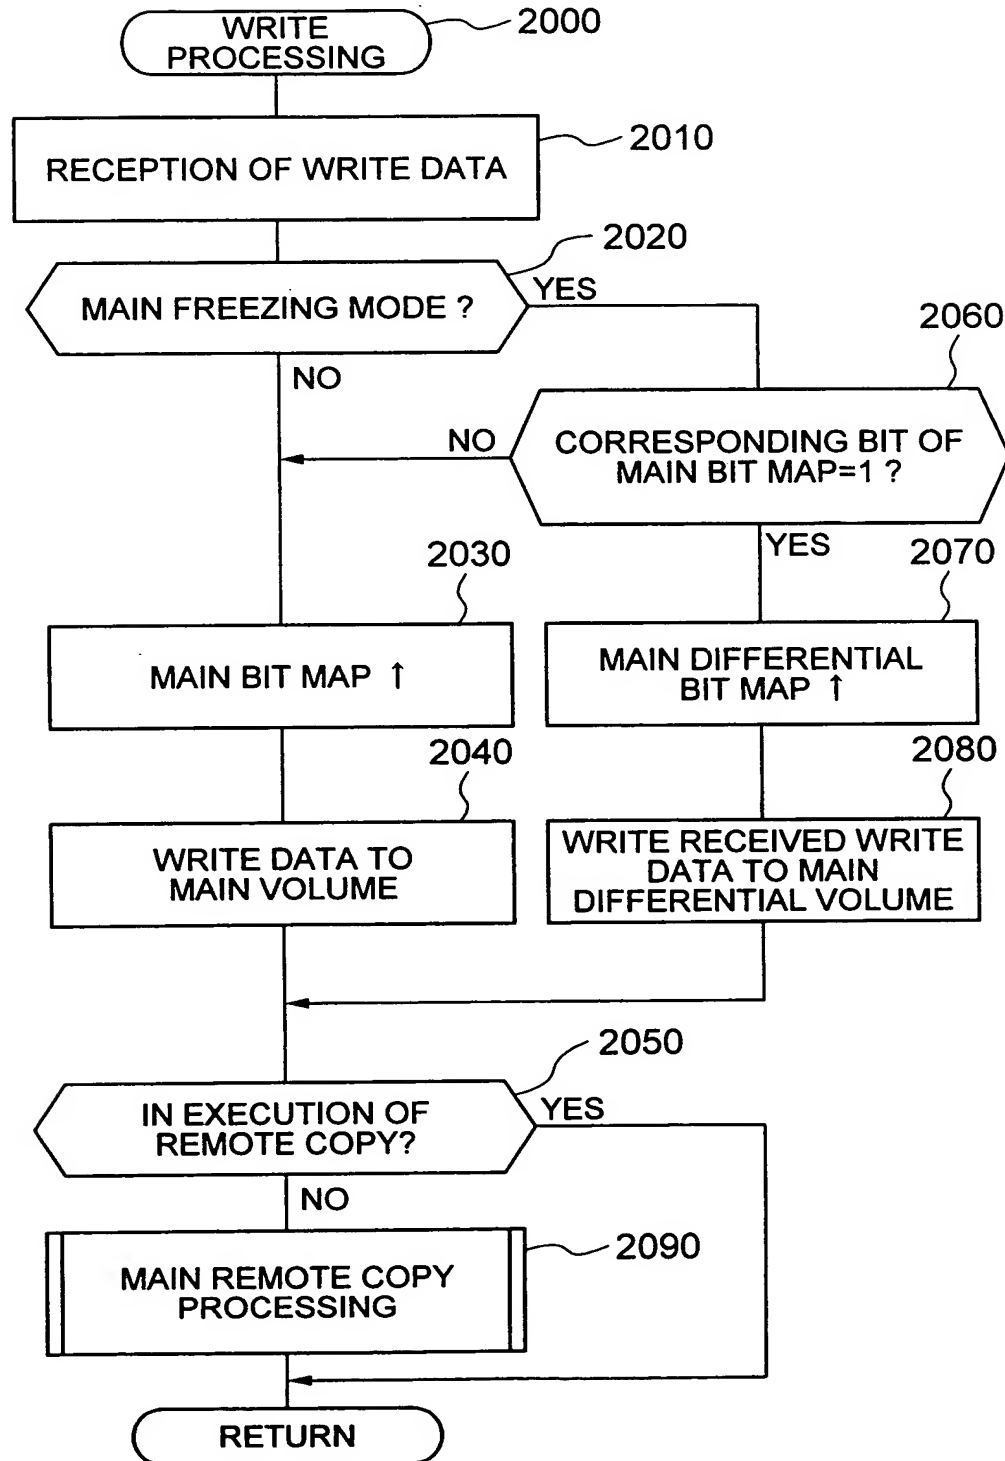 WRITE
PROCESSING
2000
RECEPTION OF WRITE DATA
2010
MAIN FREEZING MODE ?
2020
YES
NO
2060
CORRESPONDING BIT OF
MAIN BIT MAP=1 ?
NO
YES
2030
MAIN BIT MAP ↑
2070
MAIN DIFFERENTIAL
BIT MAP ↑
2040
WRITE DATA TO
MAIN VOLUME
2080
WRITE RECEIVED WRITE
DATA TO MAIN
DIFFERENTIAL VOLUME
2050
IN EXECUTION OF
REMOTE COPY?
YES
NO
2090
MAIN REMOTE COPY
PROCESSING
RETURN